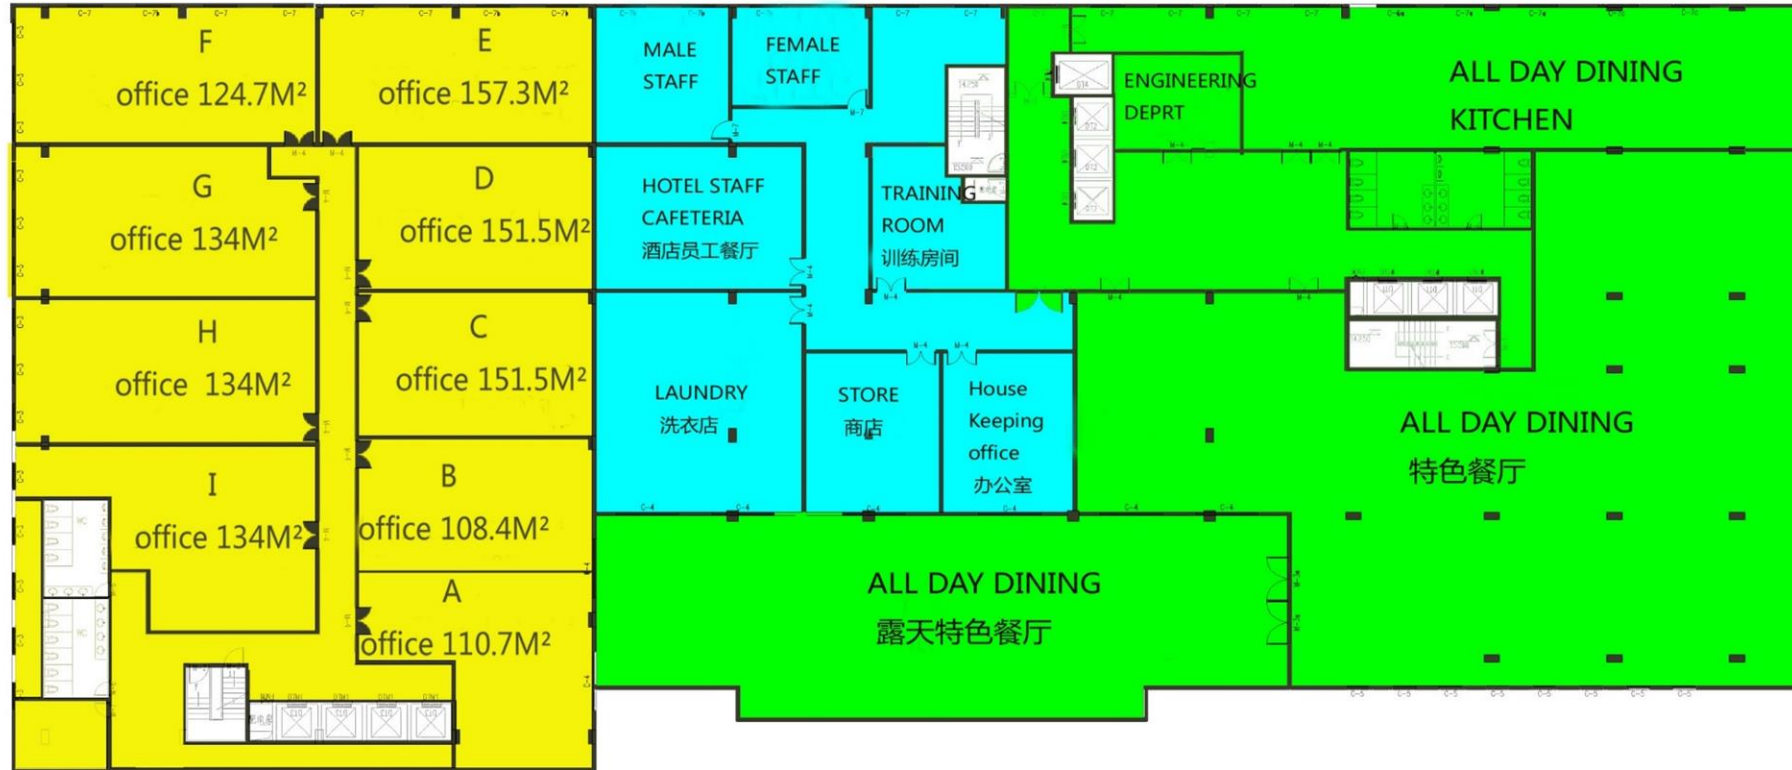 F
office 124.7M²
E
office 157.3M²
G
office 134M²
D
office 151.5M²
H
office 134M²
C
office 151.5M²
I
office 134M²
B
office 108.4M²
A
office 110.7M²
MALE
STAFF
FEMALE
STAFF
HOTEL STAFF
CAFETERIA
酒店员工餐厅
TRAINING
ROOM
训练房间
LAUNDRY
洗衣店
STORE
商店
House
Keeping
office
办公室
ENGINEERING
DEPRT
ALL DAY DINING
KITCHEN
ALL DAY DINING
特色餐厅
ALL DAY DINING
露天特色餐厅